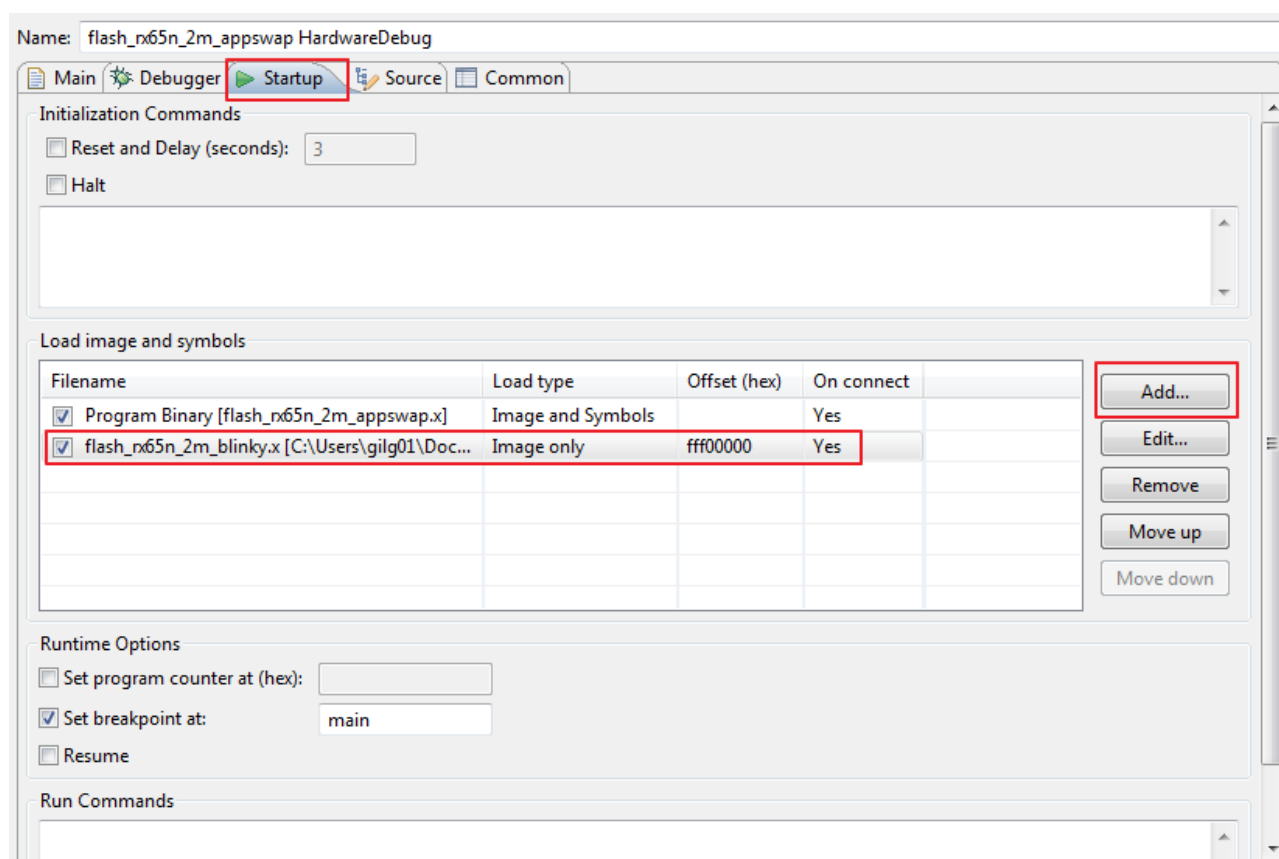 Name: flash_rx65n_2m_appswap HardwareDebug
Main Debugger Startup Source Common
Initialization Commands
Reset and Delay (seconds): 3
Halt
Load image and symbols
Filename Load type Offset (hex) On connect
Program Binary [flash_rx65n_2m_appswap.x] Image and Symbols Yes
flash_rx65n_2m_blinky.x [C:\Users\gilg01\Doc... Image only fff00000 Yes
Add...
Edit...
Remove
Move up
Move down
Runtime Options
Set program counter at (hex):
Set breakpoint at: main
Resume
Run Commands